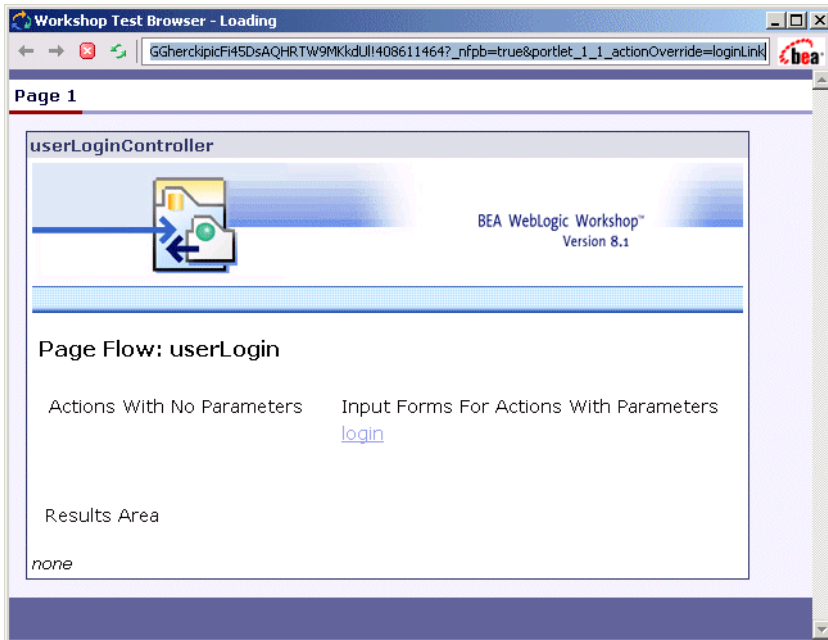 Workshop Test Browser - Loading
GGherckipicFi45DsAQHRTW9MKkdUl!408611464?_nfpb=true&portlet_1_1_actionOverride=loginLink
bea
Page 1
userLoginController
BEA WebLogic Workshop™
Version 8.1
Page Flow: userLogin
Actions With No Parameters Input Forms For Actions With Parameters
login
Results Area
none